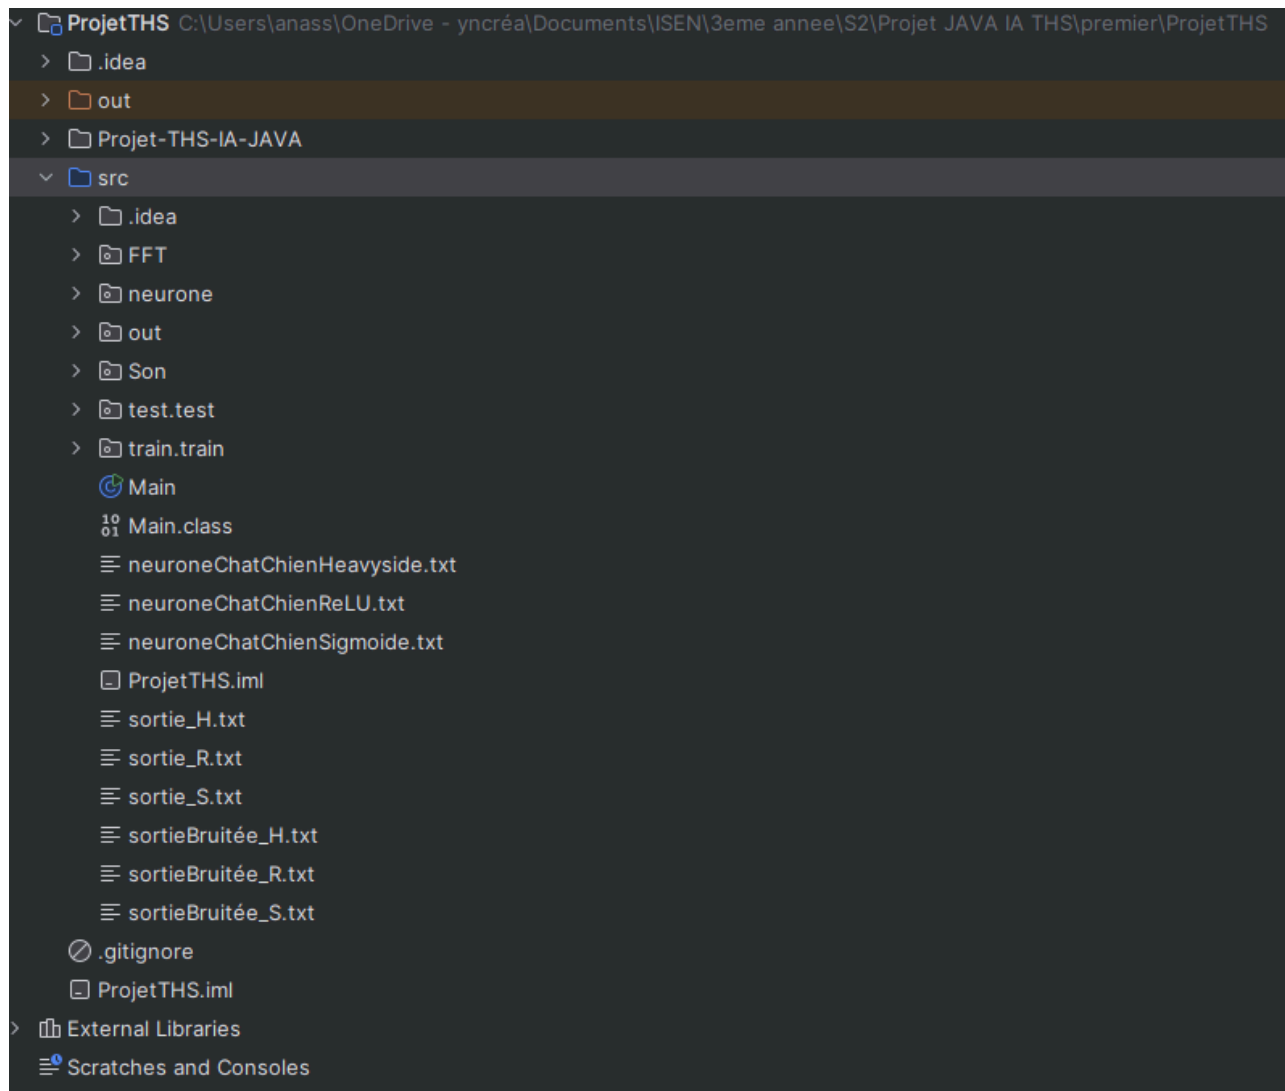 ProjetTHS C:\Users\anass\OneDrive - yncréa\Documents\ISEN\3eme annee\S2\Projet JAVA IA THS\premier\ProjetTHS
.idea
out
Projet-THS-IA-JAVA
src
.idea
FFT
neurone
out
Son
test.test
train.train
Main
Main.class
neuroneChatChienHeavyside.txt
neuroneChatChienReLU.txt
neuroneChatChienSigmoide.txt
ProjetTHS.iml
sortie_H.txt
sortie_R.txt
sortie_S.txt
sortieBruitée_H.txt
sortieBruitée_R.txt
sortieBruitée_S.txt
.gitignore
ProjetTHS.iml
External Libraries
Scratches and Consoles